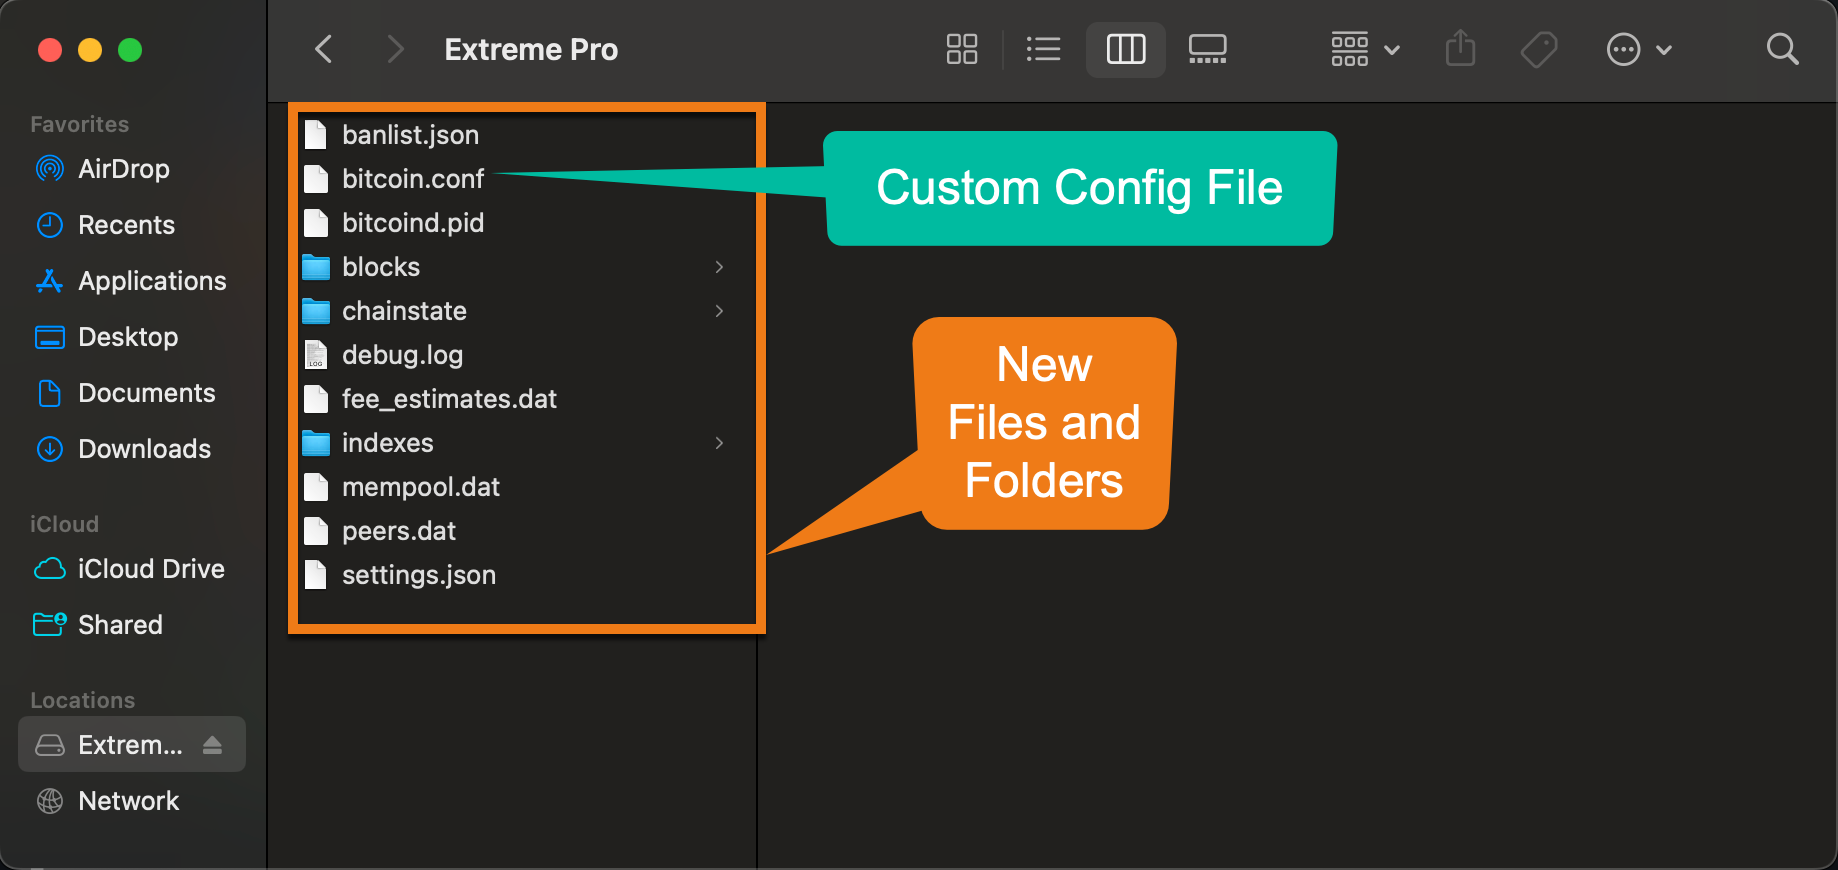 Extreme Pro
Favorites
AirDrop
Recents
Applications
Desktop
Documents
Downloads
iCloud
iCloud Drive
Shared
Locations
Extrem...
Network
banlist.json
bitcoin.conf
bitcoind.pid
blocks
chainstate
LOG
debug.log
fee_estimates.dat
indexes
mempool.dat
peers.dat
settings.json
Custom Config File
New
Files and
Folders